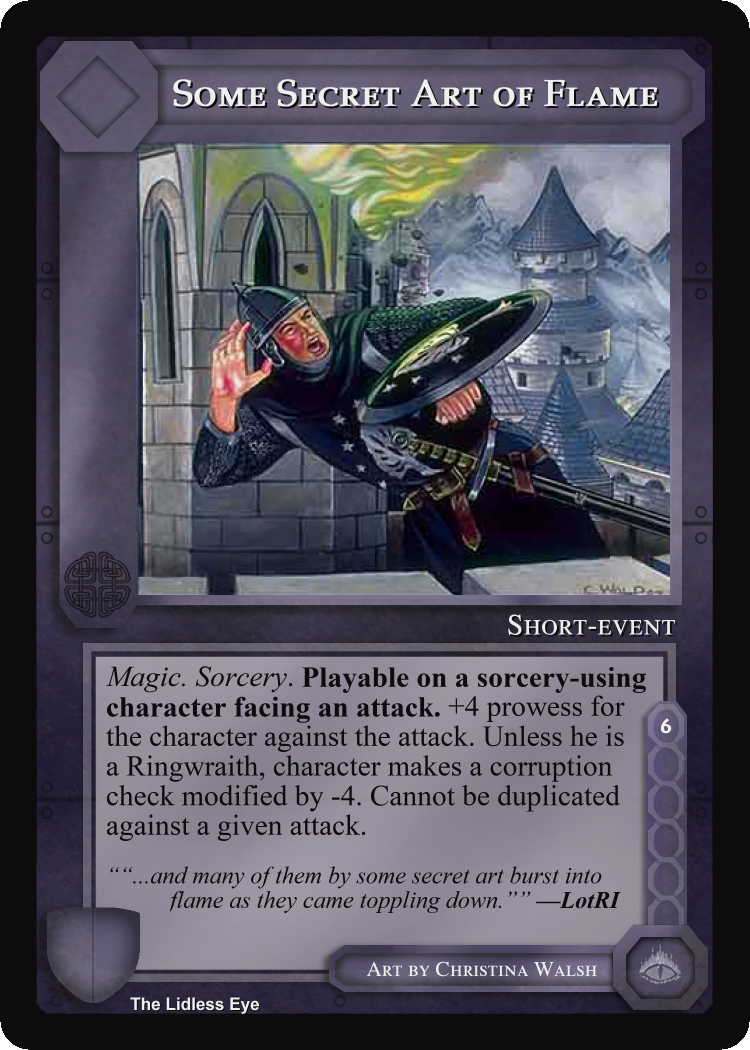 Some Secret Art of Flame
Short-event
Magic. Sorcery. Playable on a sorcery-using
character facing an attack. +4 prowess for
the character against the attack. Unless he is
a Ringwraith, character makes a corruption
check modified by -4. Cannot be duplicated
against a given attack.
6
““...and many of them by some secret art burst into
flame as they came toppling down.”” —LotRI
Art by Christina Walsh
The Lidless Eye